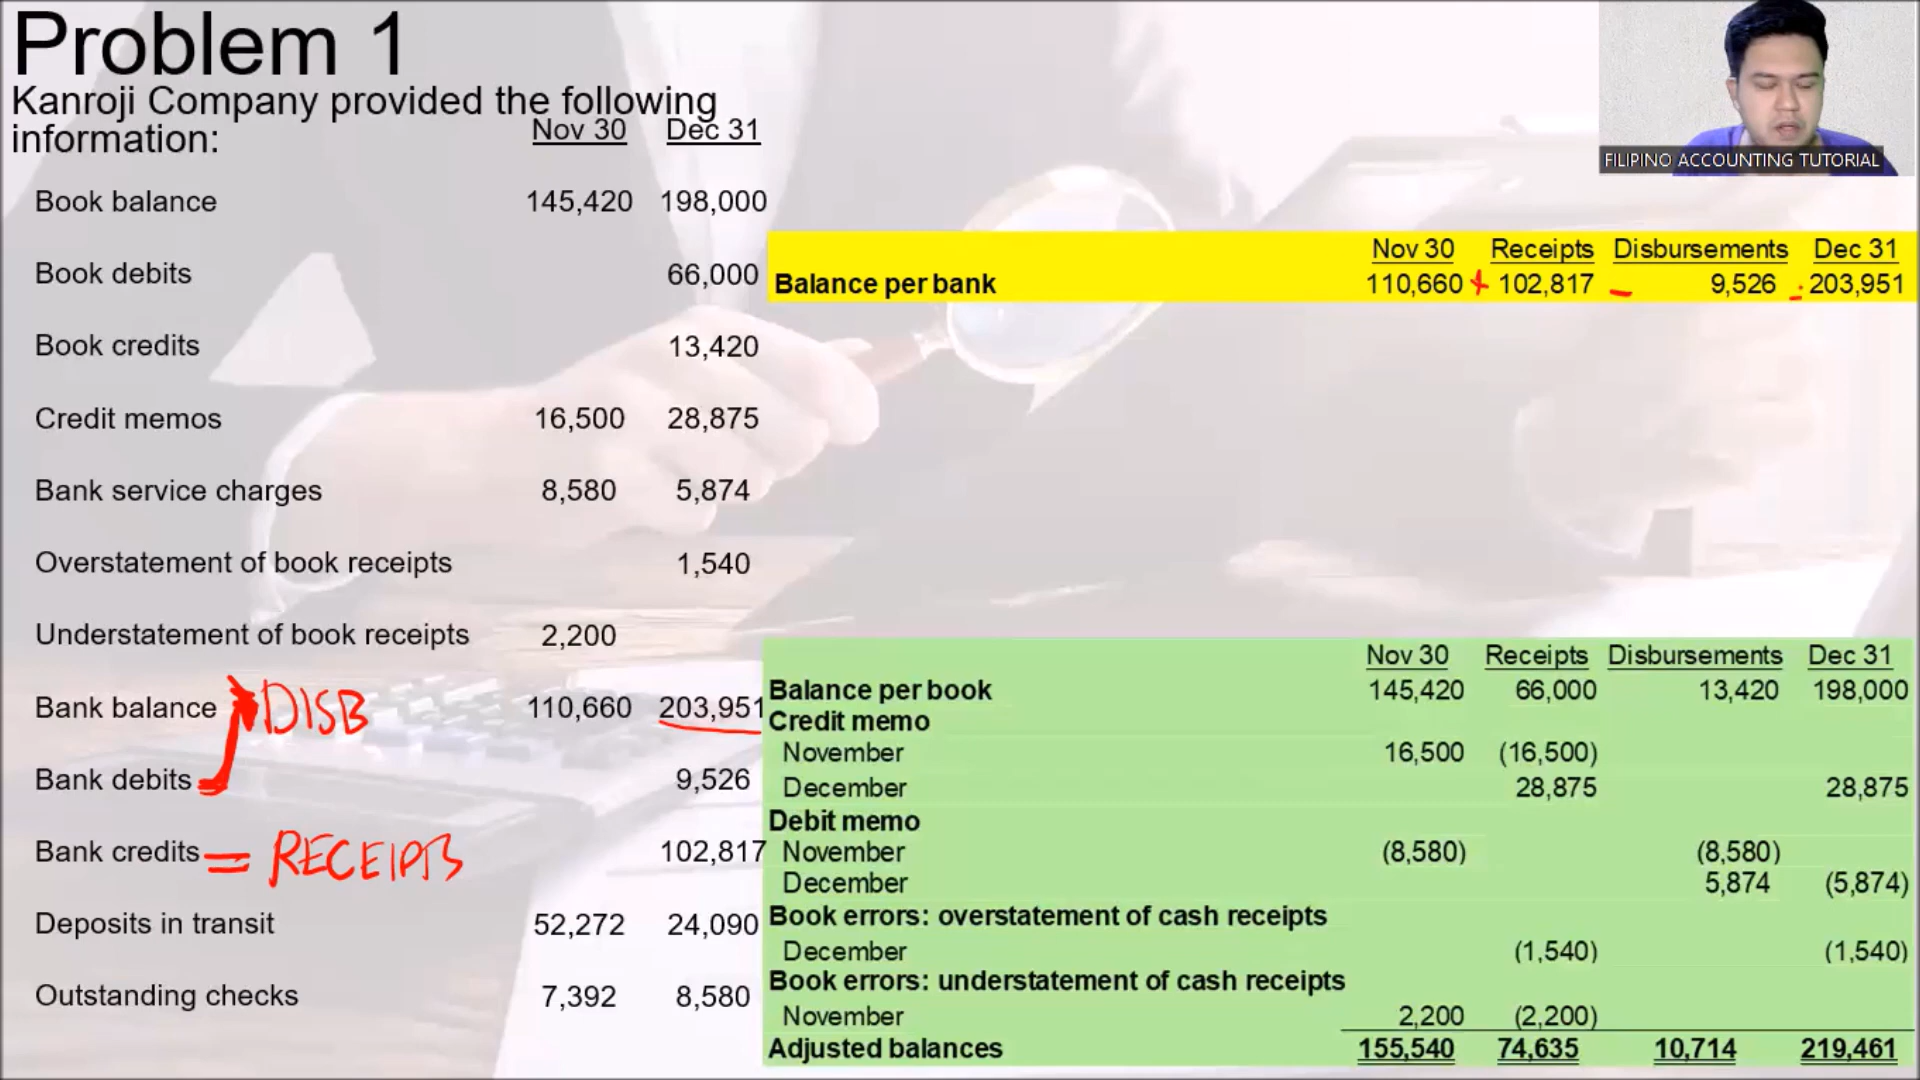 Problem 1
Kanroji Company provided the following
information:
Nov 30 Dec 31
Book balance 145,420 198,000
Book debits 66,000
Book credits 13,420
Credit memos 16,500 28,875
Bank service charges 8,580 5,874
Overstatement of book receipts 1,540
Understatement of book receipts 2,200
Bank balance DISB 110,660 203,951
Bank debits 9,526
Bank credits = RECEIPTS 102,817
Deposits in transit 52,272 24,090
Outstanding checks 7,392 8,580
FILIPINO ACCOUNTING TUTORIAL
Nov 30 Receipts Disbursements Dec 31
Balance per bank 110,660 + 102,817 - 9,526 203,951
Nov 30 Receipts Disbursements Dec 31
Balance per book 145,420 66,000 13,420 198,000
Credit memo
November 16,500 (16,500)
December 28,875 28,875
Debit memo
November (8,580) (8,580)
December 5,874 (5,874)
Book errors: overstatement of cash receipts
December (1,540) (1,540)
Book errors: understatement of cash receipts
November 2,200 (2,200)
Adjusted balances 155,540 74,635 10,714 219,461